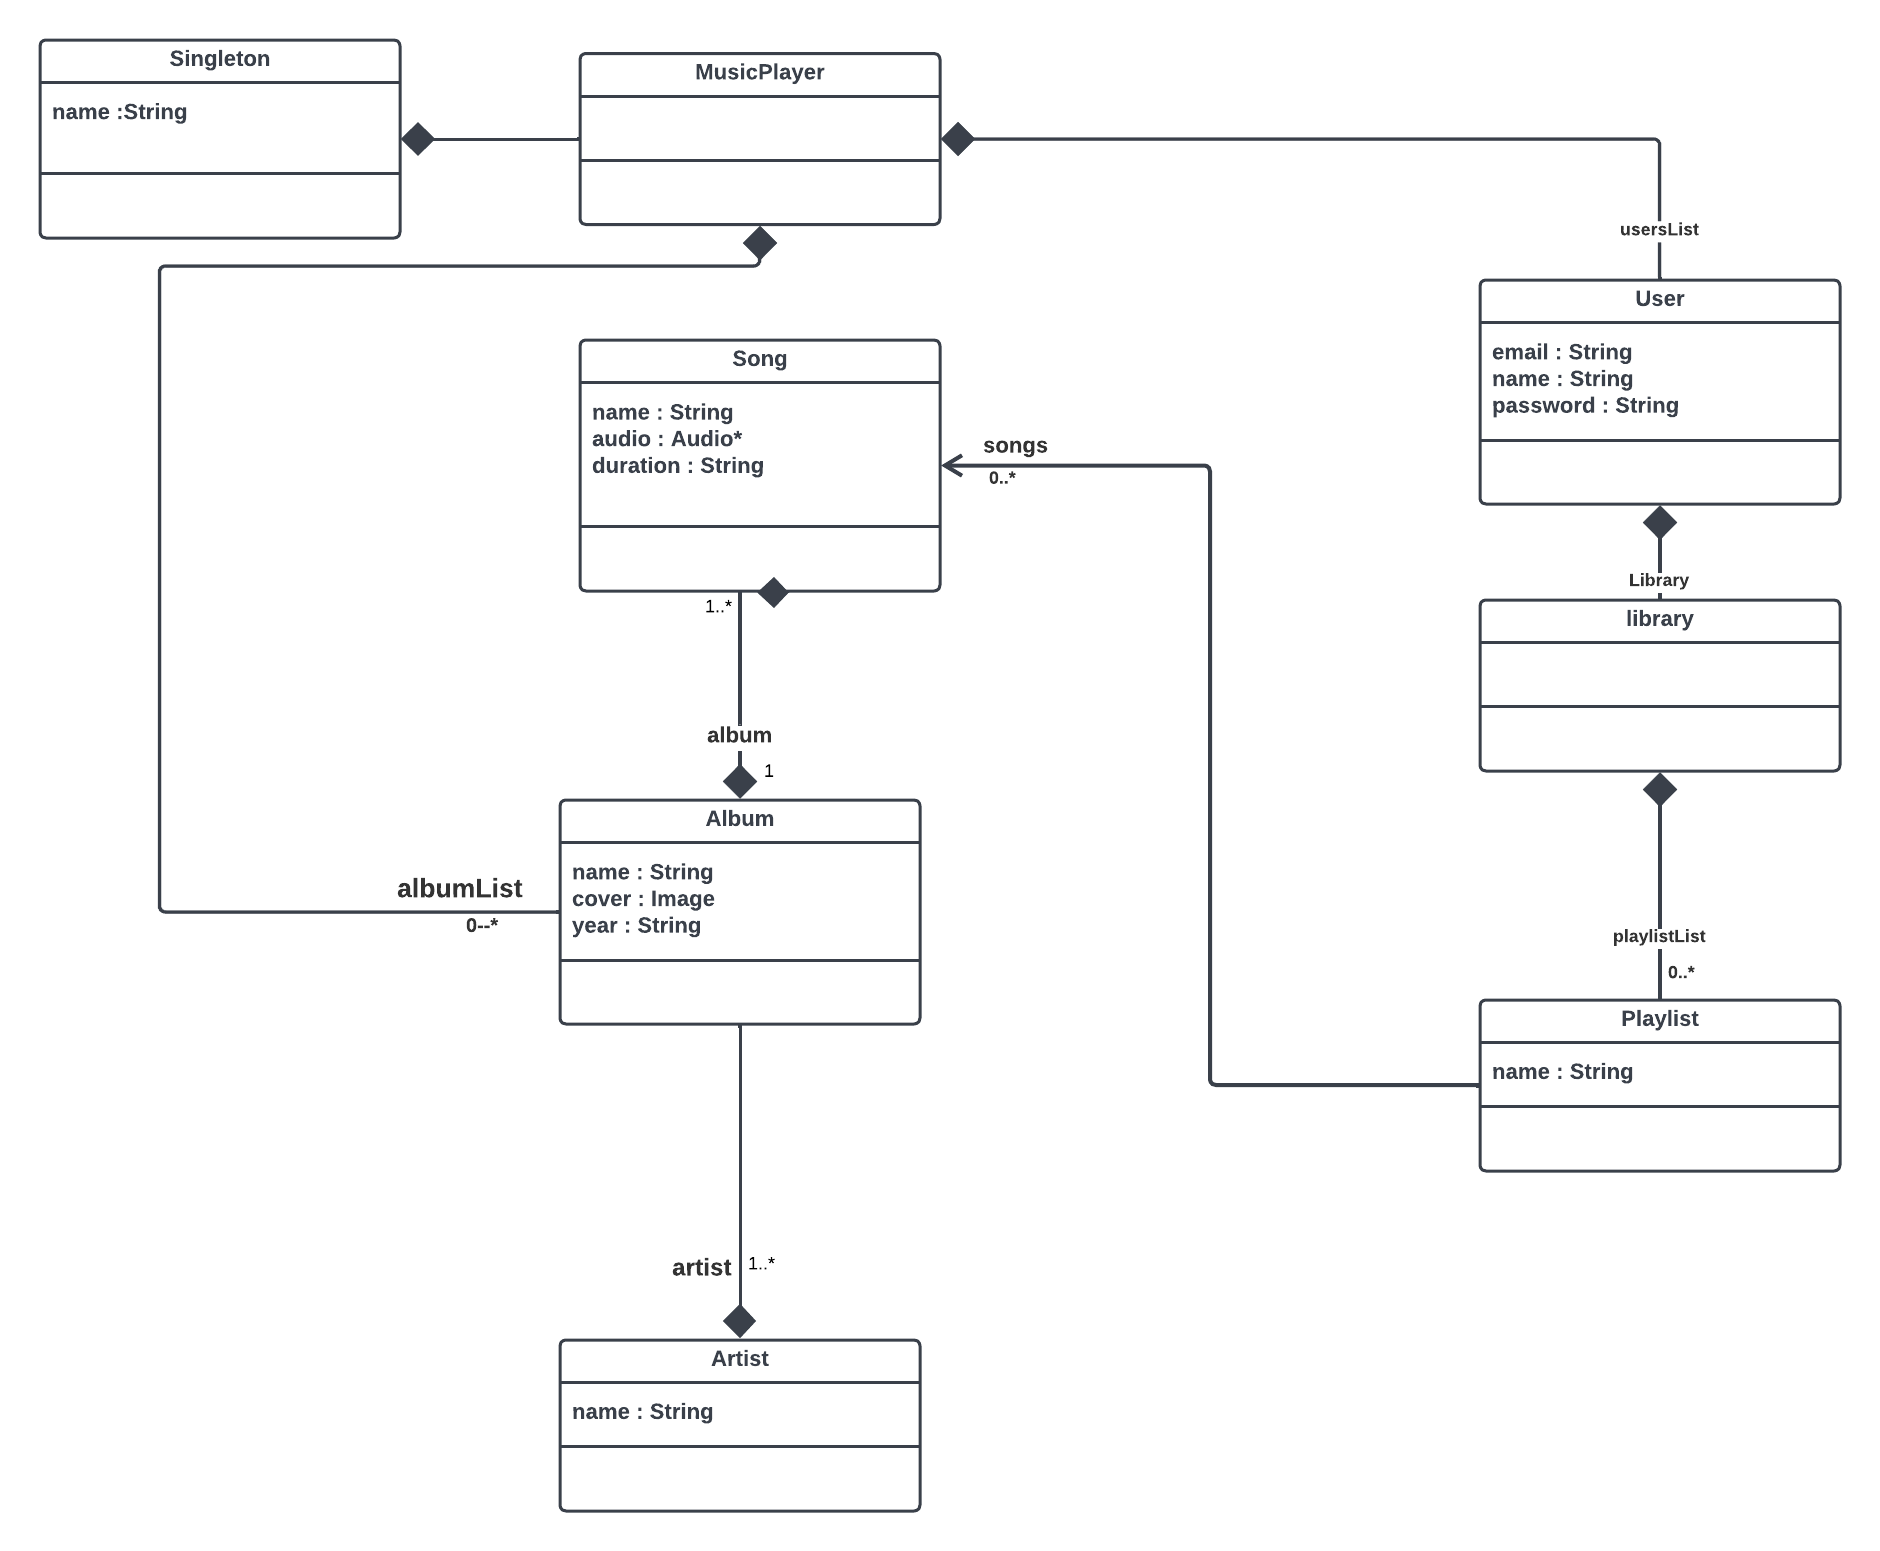 Singleton
name :String
MusicPlayer
usersList
User
email : String
name : String
password : String
Song
name : String
audio : Audio*
duration : String
songs
0..*
1..*
Library
library
album
1
Album
name : String
cover : Image
year : String
albumList
0--*
playlistList
0..*
Playlist
name : String
artist
1..*
Artist
name : String